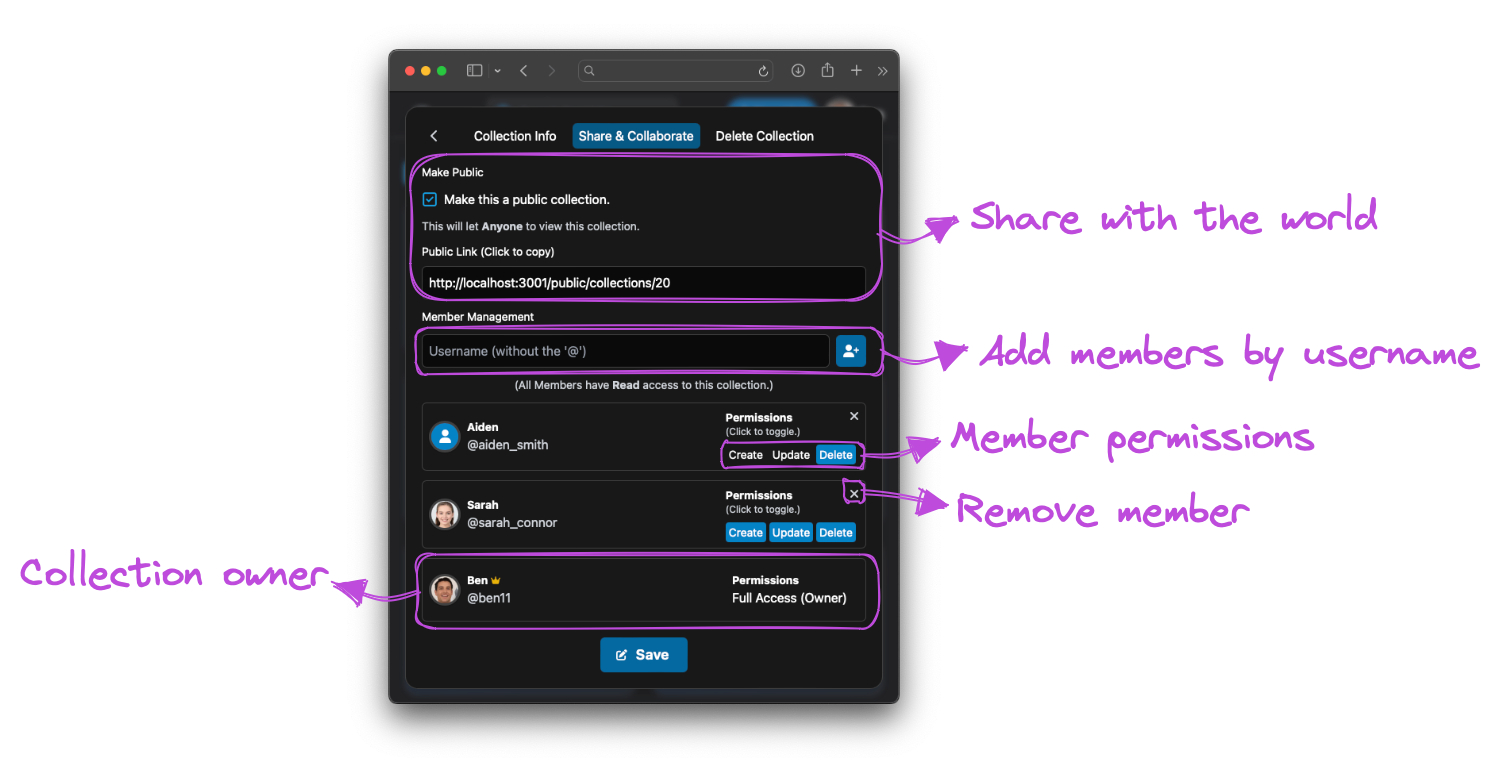 Collection Info Share & Collaborate Delete Collection
Make Public
Make this a public collection.
This will let Anyone to view this collection.
Public Link (Click to copy)
http://localhost:3001/public/collections/20
Share with the world
Member Management
Username (without the '@')
Add members by username
(All Members have Read access to this collection.)
Aiden
@aiden_smith
Permissions
(Click to toggle.)
Create Update Delete
Member permissions
Sarah
@sarah_connor
Permissions
(Click to toggle.)
Create Update Delete
Remove member
Collection owner
Ben
@ben11
Permissions
Full Access (Owner)
Save